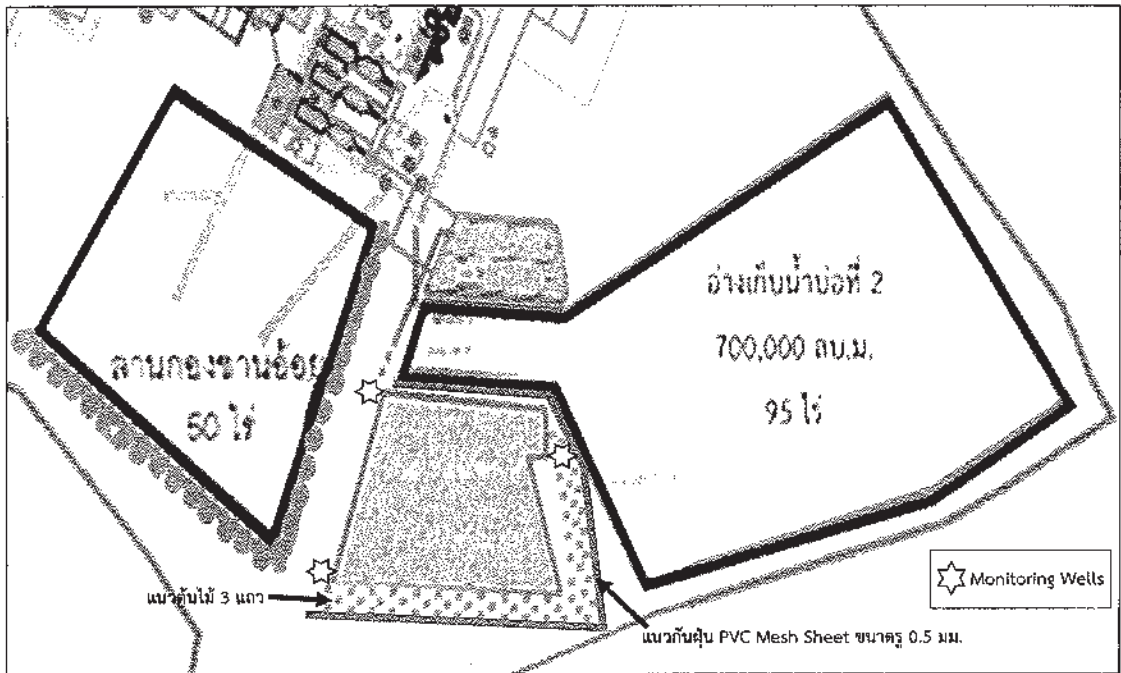 อ่างเก็บน้ำบ่อที่ 2
700,000 ลบ.ม.
95 ไร่
ลานกองชานอ้อย
50 ไร่
Monitoring Wells
แนวต้นไม้ 3 แถว
แนวกันฝุ่น PVC Mesh Sheet ขนาดรู 0.5 มม.